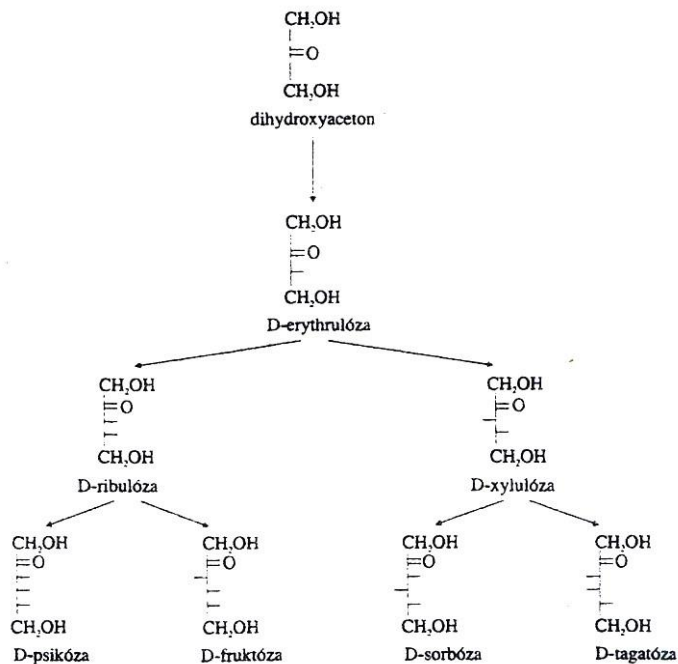 CH₂OH
=O
CH₂OH
dihydroxyaceton
CH₂OH
=O
CH₂OH
D-erythrulóza
CH₂OH
=O
CH₂OH
D-ribulóza
CH₂OH
=O
CH₂OH
D-xylulóza
CH₂OH
=O
CH₂OH
D-psikóza
CH₂OH
=O
CH₂OH
D-fruktóza
CH₂OH
=O
CH₂OH
D-sorbóza
CH₂OH
=O
CH₂OH
D-tagatóza